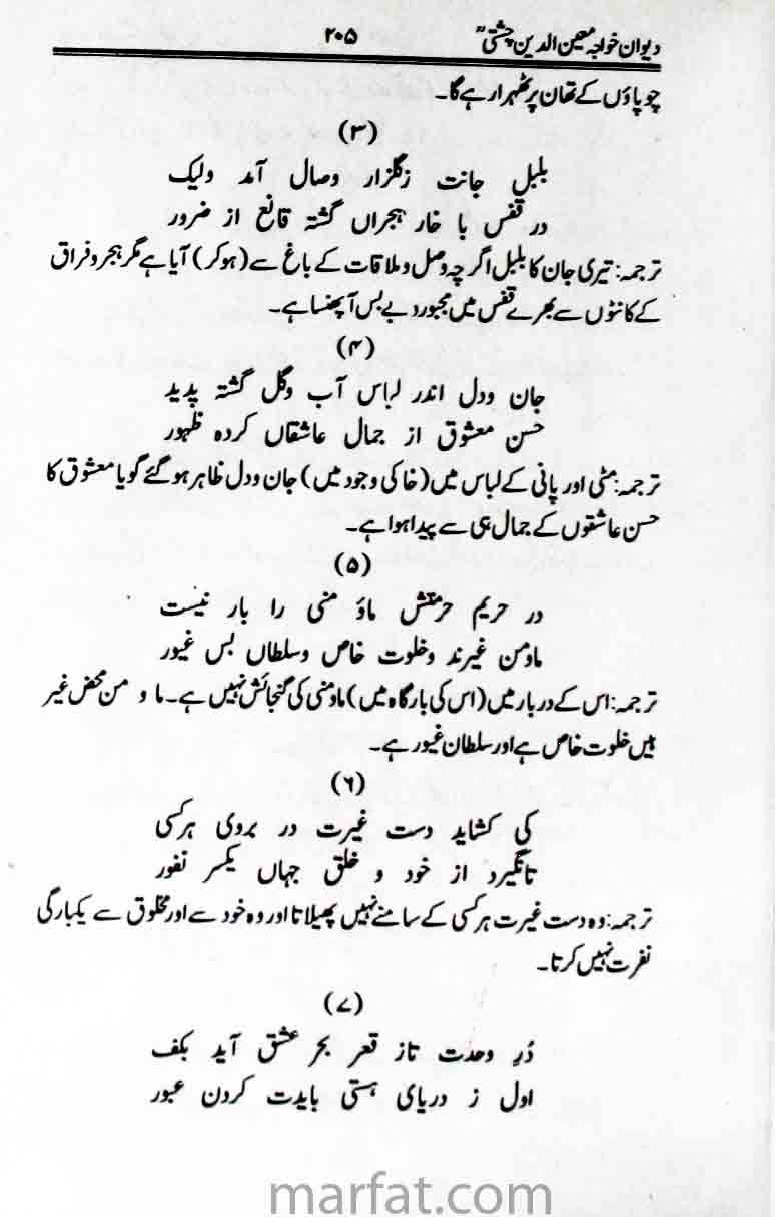 دیوان خواجہ معین الدین چشتیؒ ۲۰۵
چوپاؤں کے تھان پر ٹھہرا رہے گا۔
(۳)
بلبل جانت زگلزار وصال آمد ولیک
در قفس با خار ہجراں گشتہ قانع از ضرور
ترجمہ: تیری جان کا بلبل اگرچہ وصل و ملاقات کے باغ سے (ہوکر) آیا ہے مگر ہجر و فراق
کے کانٹوں سے بھرے قفس میں مجبور و بے بس آ پھنسا ہے۔
(۴)
جان ودل اندر لباس آب وگل گشتہ پدید
حسن معشوق از جمال عاشقاں کردہ ظہور
ترجمہ: مٹی اور پانی کے لباس میں (خاکی وجود میں) جان و دل ظاہر ہو گئے گویا معشوق کا
حسن عاشقوں کے جمال ہی سے پیدا ہوا ہے۔
(۵)
در حریم حرمتش ماؤ منی را بار نیست
ماومن غیرند وخلوت خاص وسلطاں بس غیور
ترجمہ: اس کے دربار میں (اس کی بارگاہ میں) ماومنی کی گنجائش نہیں ہے۔ ما و من محض غیر
ہیں خلوت خاص ہے اور سلطان غیور ہے۔
(۶)
کی کشاید دست غیرت در بروی ہرکسی
تانگیرد از خود و خلق جہاں یکسر نفور
ترجمہ: وہ دست غیرت ہر کسی کے سامنے نہیں پھیلاتا اور وہ خود سے اور مخلوق سے یکبارگی
نفرت نہیں کرتا۔
(۷)
دُرِ وحدت تاز قعر بحر عشق آید بکف
اول ز دریای ہستی بایدت کردن عبور
marfat.com